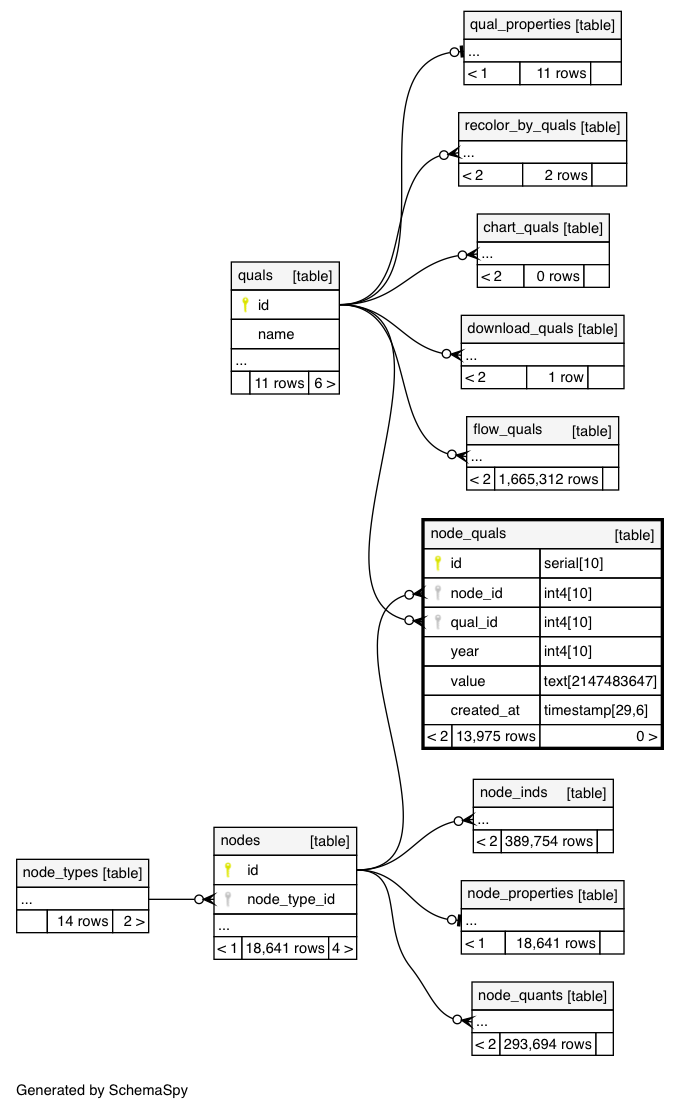 qual_properties [table]
...
< 1 11 rows
recolor_by_quals [table]
...
< 2 2 rows
chart_quals [table]
...
< 2 0 rows
quals [table]
id
name
...
11 rows 6 >
download_quals [table]
...
< 2 1 row
flow_quals [table]
...
< 2 1,665,312 rows
node_quals [table]
id serial[10]
node_id int4[10]
qual_id int4[10]
year int4[10]
value text[2147483647]
created_at timestamp[29,6]
< 2 13,975 rows 0 >
node_inds [table]
...
< 2 389,754 rows
nodes [table]
id
node_type_id
...
< 1 18,641 rows 4 >
node_types [table]
...
14 rows 2 >
node_properties [table]
...
< 1 18,641 rows
node_quants [table]
...
< 2 293,694 rows
Generated by SchemaSpy